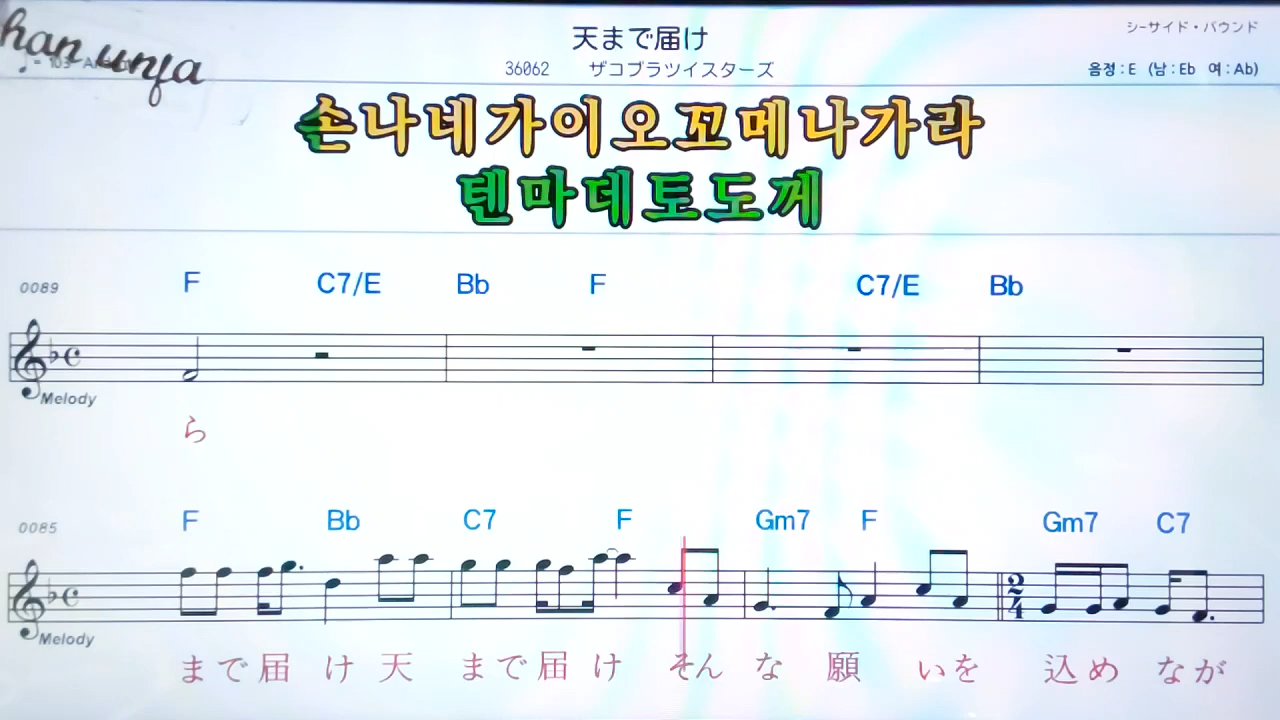 han unja
天まで届け
シーサイド・バウンド
36062 ザコブラツイスターズ
음정:E (남:Eb 여:Ab)
손나네가이오꼬메나가라
텐마데토도께
0089 F C7/E Bb F C7/E Bb
Melody
ら
0085 F Bb C7 F Gm7 F Gm7 C7
2
4
Melody
まで届け天まで届けそんな願いを込めなが